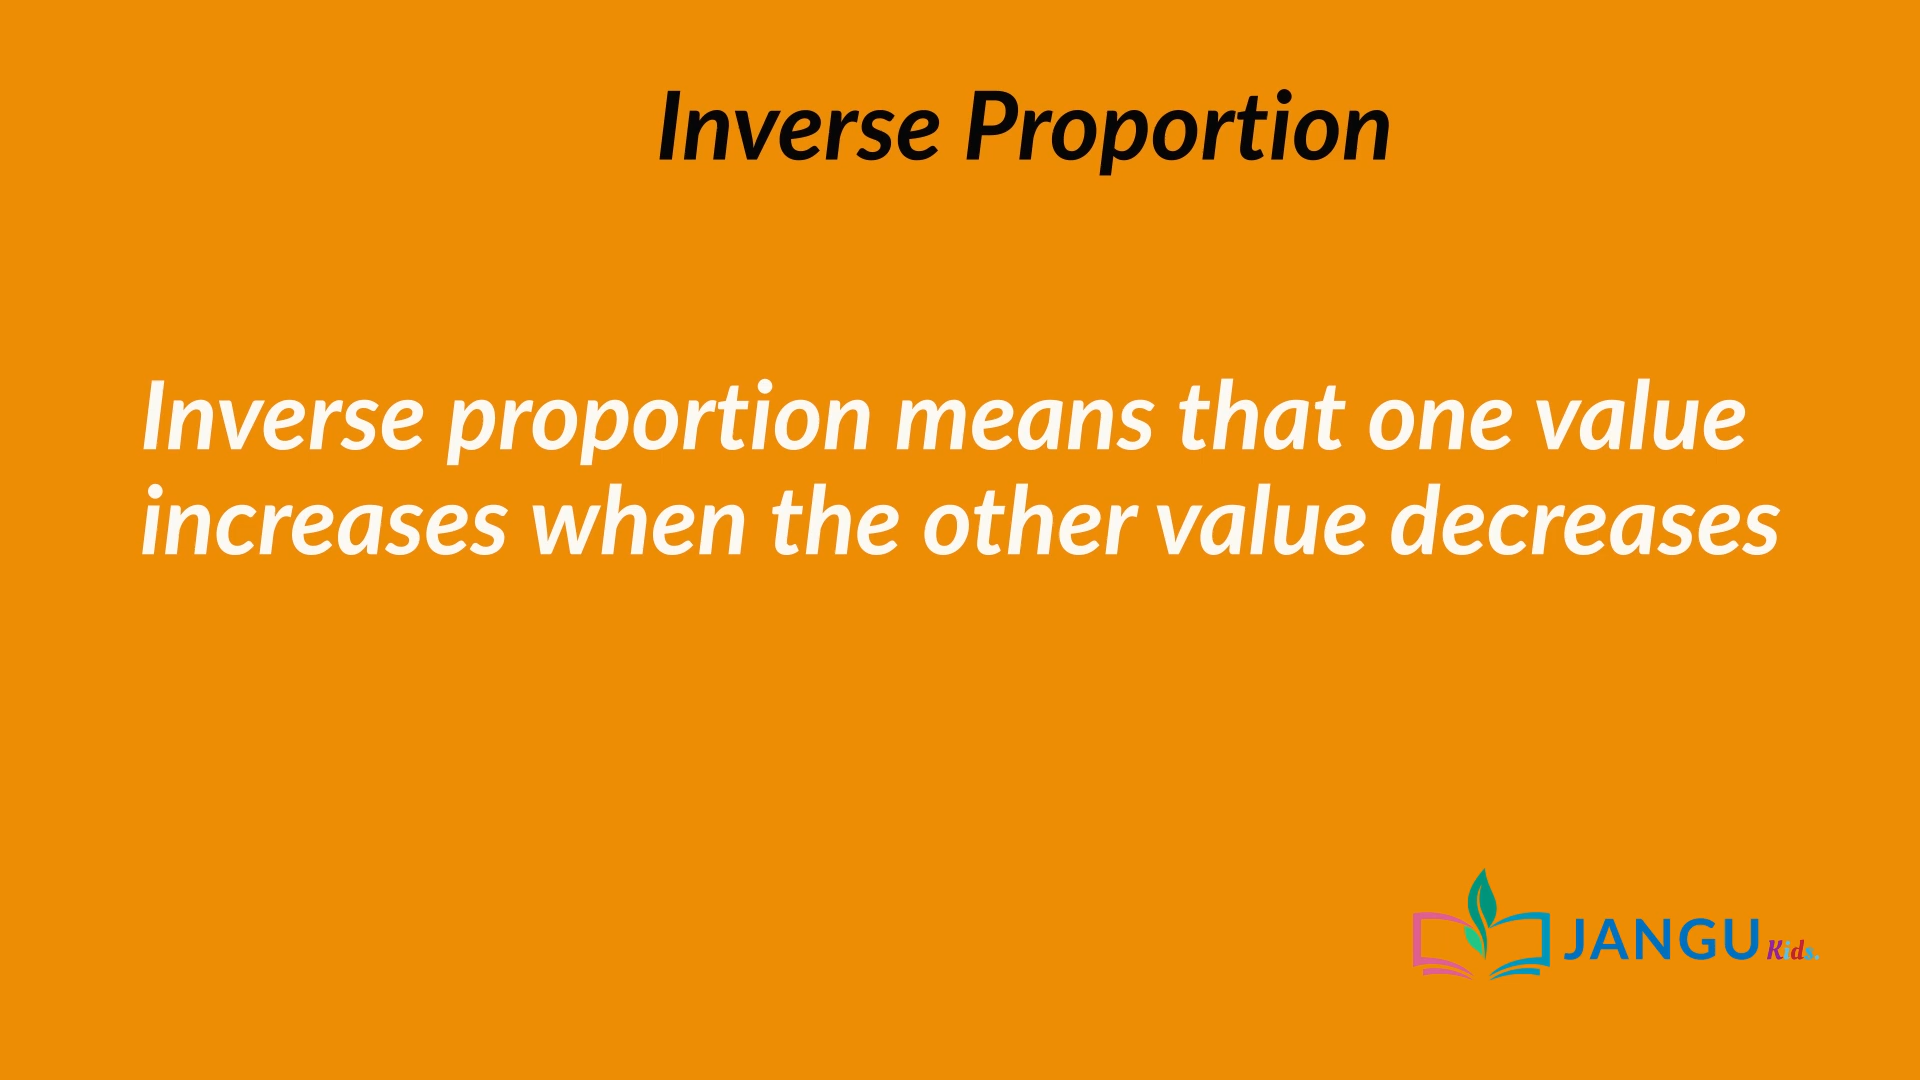 Inverse Proportion
Inverse proportion means that one value
increases when the other value decreases
JANGU Kids.